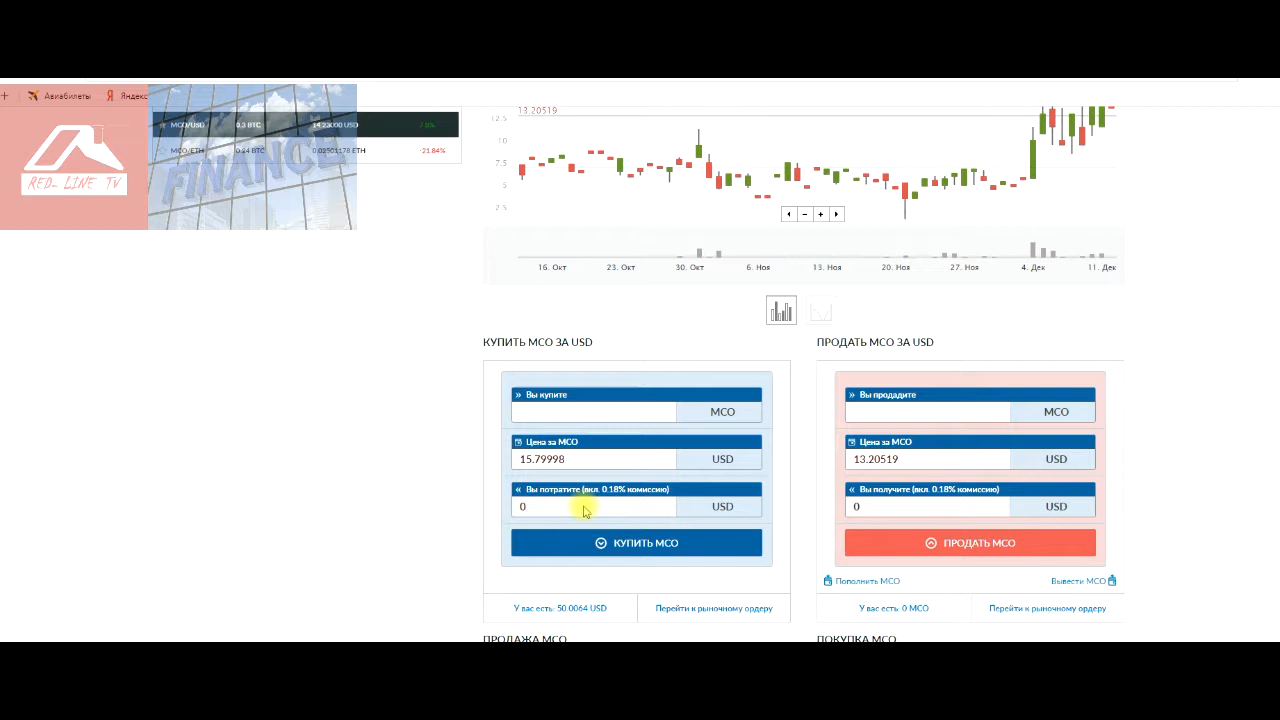 Авиабилеты Яндекс
RED-LINE TV
FINANCE
MCO/USD 0.3 BTC 14.23000 USD 7.8%
MCO/ETH 0.24 BTC 0.02501178 ETH -21.84%
13.20519
12.5
10
7.5
5
2.5
16. Окт 23. Окт 30. Окт 6. Ноя 13. Ноя 20. Ноя 27. Ноя 4. Дек 11. Дек
КУПИТЬ MCO ЗА USD
Вы купите
MCO
Цена за MCO
15.79998 USD
Вы потратите (вкл. 0.18% комиссию)
0 USD
КУПИТЬ MCO
У вас есть: 50.0064 USD Перейти к рыночному ордеру
ПРОДАЖА MCO
ПРОДАТЬ MCO ЗА USD
Вы продадите
MCO
Цена за MCO
13.20519 USD
Вы получите (вкл. 0.18% комиссию)
0 USD
ПРОДАТЬ MCO
Пополнить MCO Вывести MCO
У вас есть: 0 MCO Перейти к рыночному ордеру
ПОКУПКА MCO